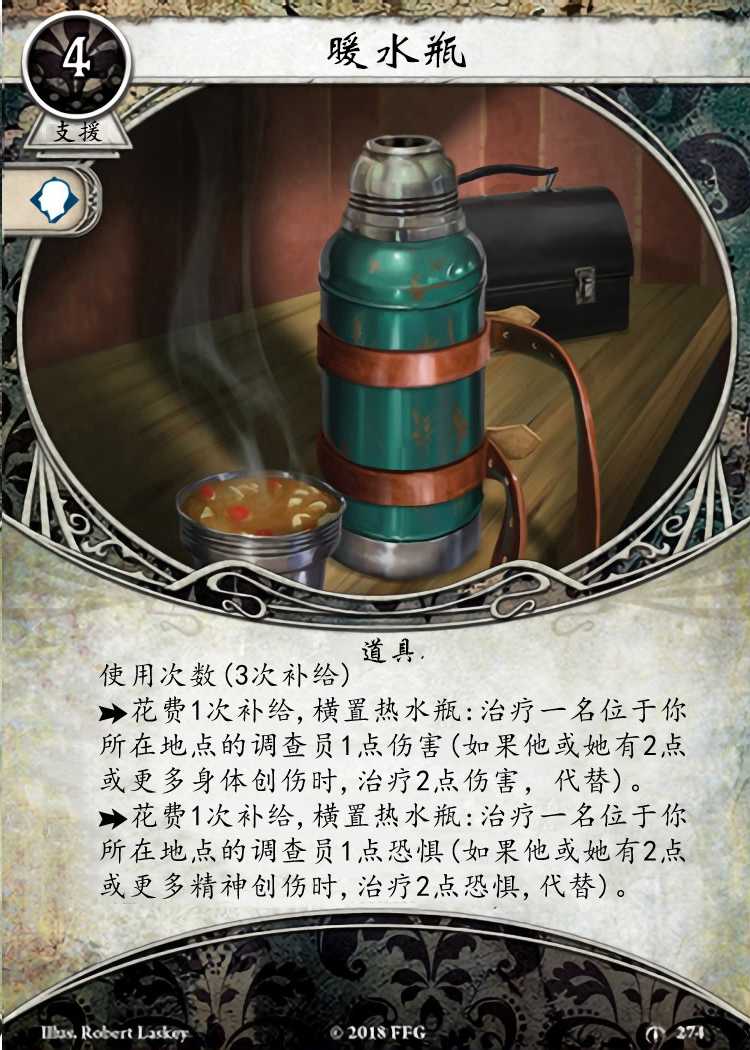 4
暖水瓶
支援
道具.
使用次数(3次补给)
花费1次补给,横置热水瓶:治疗一名位于你
所在地点的调查员1点伤害(如果他或她有2点
或更多身体创伤时,治疗2点伤害，代替)。
花费1次补给,横置热水瓶:治疗一名位于你
所在地点的调查员1点恐惧(如果他或她有2点
或更多精神创伤时,治疗2点恐惧,代替)。
Illus. Robert Laskey
© 2018 FFG
274